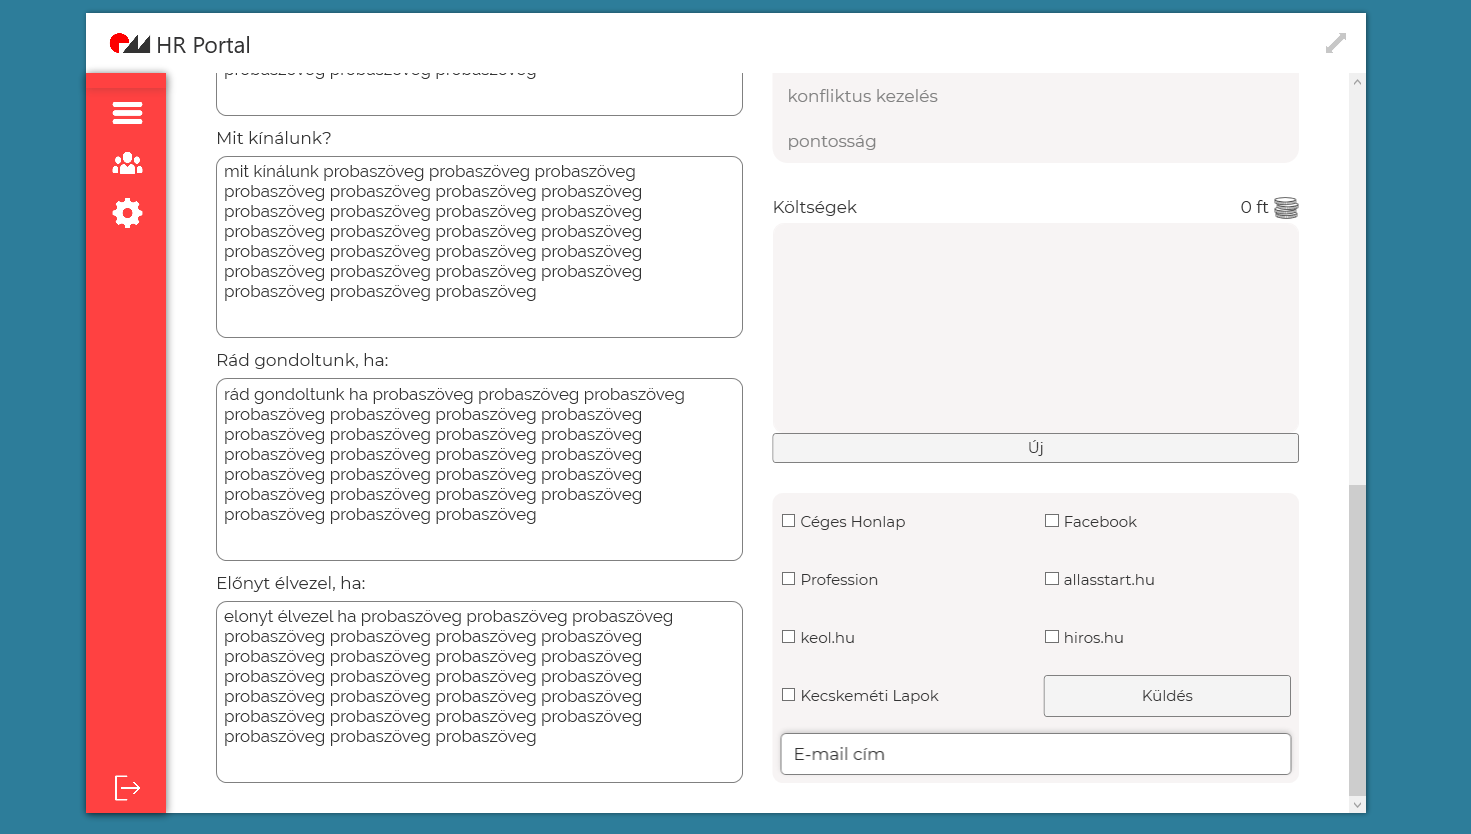 HR Portal
probaszöveg probaszöveg probaszöveg
Mit kínálunk?
mit kínálunk probaszöveg probaszöveg probaszöveg
probaszöveg probaszöveg probaszöveg probaszöveg
probaszöveg probaszöveg probaszöveg probaszöveg
probaszöveg probaszöveg probaszöveg probaszöveg
probaszöveg probaszöveg probaszöveg probaszöveg
probaszöveg probaszöveg probaszöveg probaszöveg
probaszöveg probaszöveg probaszöveg
Rád gondoltunk, ha:
rád gondoltunk ha probaszöveg probaszöveg probaszöveg
probaszöveg probaszöveg probaszöveg probaszöveg
probaszöveg probaszöveg probaszöveg probaszöveg
probaszöveg probaszöveg probaszöveg probaszöveg
probaszöveg probaszöveg probaszöveg probaszöveg
probaszöveg probaszöveg probaszöveg probaszöveg
probaszöveg probaszöveg probaszöveg
Előnyt élvezel, ha:
elonyt élvezel ha probaszöveg probaszöveg probaszöveg
probaszöveg probaszöveg probaszöveg probaszöveg
probaszöveg probaszöveg probaszöveg probaszöveg
probaszöveg probaszöveg probaszöveg probaszöveg
probaszöveg probaszöveg probaszöveg probaszöveg
probaszöveg probaszöveg probaszöveg probaszöveg
probaszöveg probaszöveg probaszöveg
konfliktus kezelés
pontosság
Költségek 0 ft
Új
Céges Honlap Facebook
Profession allasstart.hu
keol.hu hiros.hu
Kecskeméti Lapok Küldés
E-mail cím